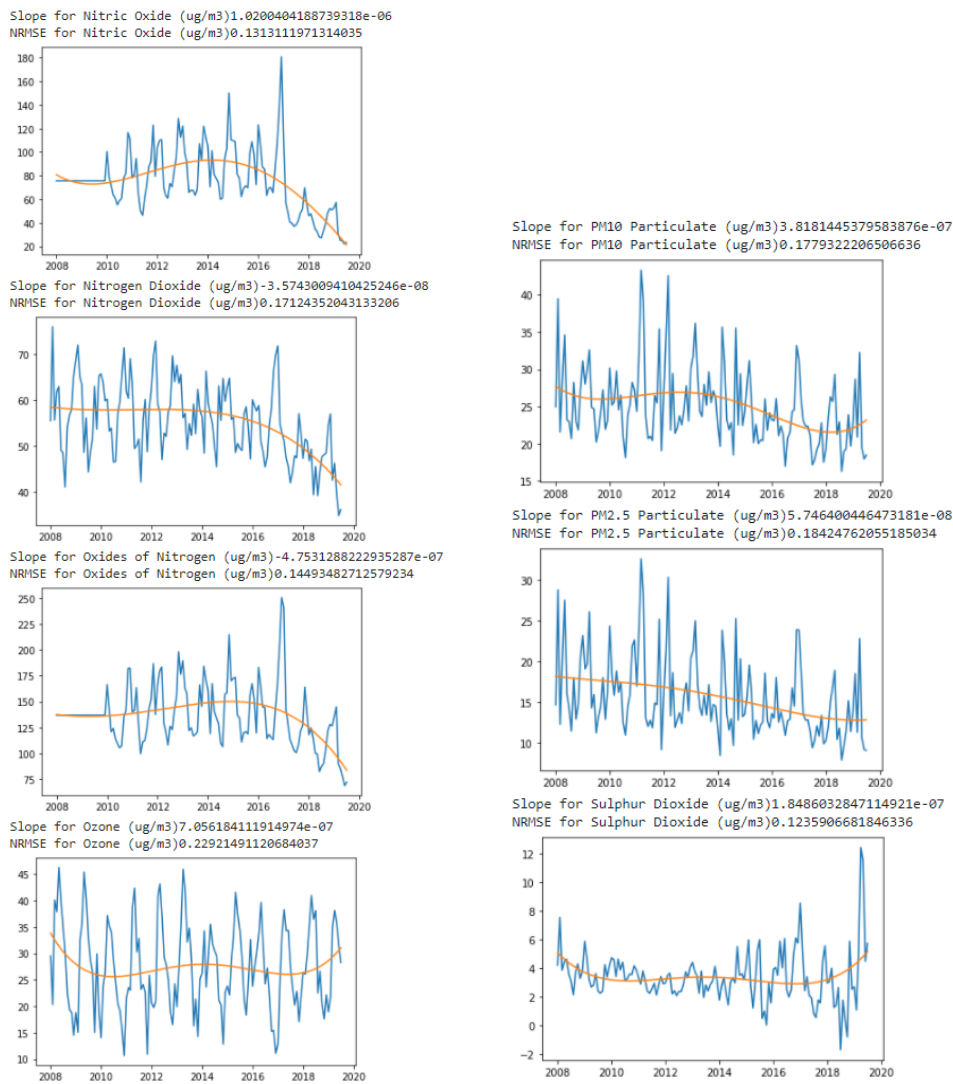 Slope for Nitric Oxide (ug/m3)1.0200404188739318e-06
NRMSE for Nitric Oxide (ug/m3)0.1313111971314035
180
160
140
120
100
80
60
40
20
2008 2010 2012 2014 2016 2018 2020
Slope for Nitrogen Dioxide (ug/m3)-3.5743009410425246e-08
NRMSE for Nitrogen Dioxide (ug/m3)0.17124352043133206
70
60
50
40
2008 2010 2012 2014 2016 2018 2020
Slope for Oxides of Nitrogen (ug/m3)-4.7531288222935287e-07
NRMSE for Oxides of Nitrogen (ug/m3)0.14493482712579234
250
225
200
175
150
125
100
75
2008 2010 2012 2014 2016 2018 2020
Slope for Ozone (ug/m3)7.056184111914974e-07
NRMSE for Ozone (ug/m3)0.22921491120684037
45
40
35
30
25
20
15
10
2008 2010 2012 2014 2016 2018 2020
Slope for PM10 Particulate (ug/m3)3.8181445379583876e-07
NRMSE for PM10 Particulate (ug/m3)0.1779322206506636
40
35
30
25
20
15
2008 2010 2012 2014 2016 2018 2020
Slope for PM2.5 Particulate (ug/m3)5.746400446473181e-08
NRMSE for PM2.5 Particulate (ug/m3)0.18424762055185034
30
25
20
15
10
2008 2010 2012 2014 2016 2018 2020
Slope for Sulphur Dioxide (ug/m3)1.8486032847114921e-07
NRMSE for Sulphur Dioxide (ug/m3)0.1235906681846336
12
10
8
6
4
2
0
−2
2008 2010 2012 2014 2016 2018 2020